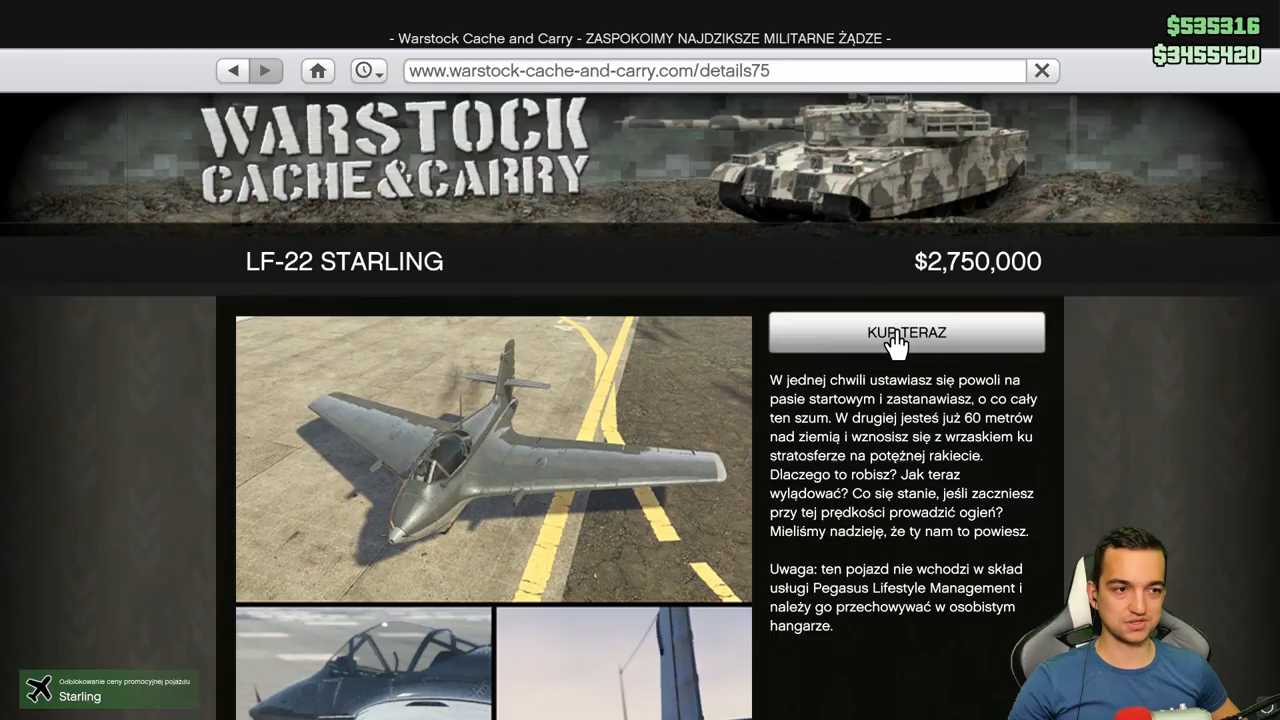 - Warstock Cache and Carry - ZASPOKOIMY NAJDZIKSZE MILITARNE ŻĄDZE -
$535316
$3455420
www.warstock-cache-and-carry.com/details75
WARSTOCK
CACHE & CARRY
LF-22 STARLING
$2,750,000
KUP TERAZ
W jednej chwili ustawiasz się powoli na
pasie startowym i zastanawiasz, o co cały
ten szum. W drugiej jesteś już 60 metrów
nad ziemią i wznosisz się z wrzaskiem ku
stratosferze na potężnej rakiecie.
Dlaczego to robisz? Jak teraz
wylądować? Co się stanie, jeśli zaczniesz
przy tej prędkości prowadzić ogień?
Mieliśmy nadzieję, że ty nam to powiesz.
Uwaga: ten pojazd nie wchodzi w skład
usługi Pegasus Lifestyle Management i
należy go przechowywać w osobistym
hangarze.
Odblokowanie ceny promocyjnej pojazdu
Starling